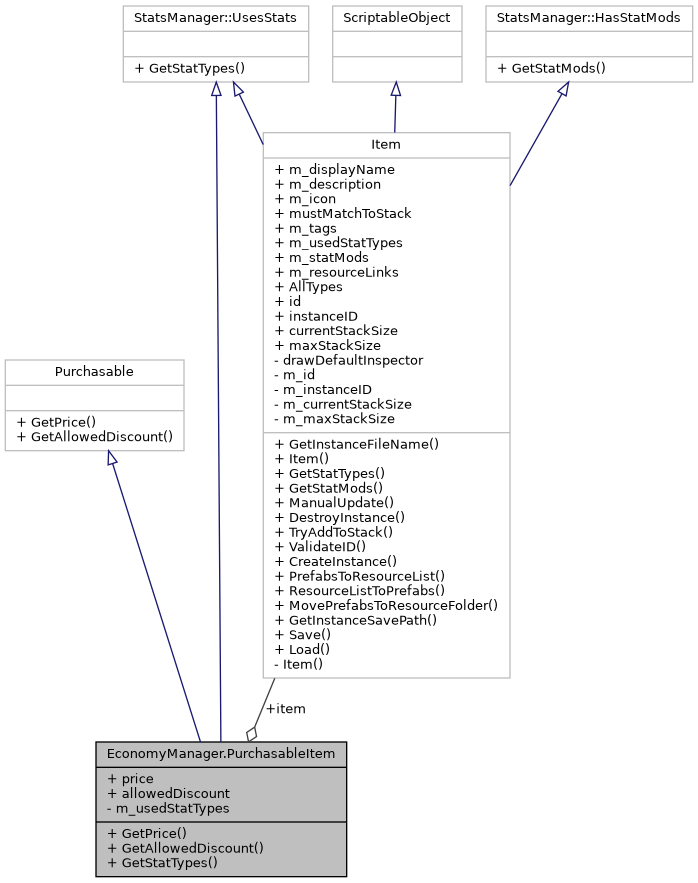 StatsManager::UsesStats
+ GetStatTypes()
ScriptableObject
StatsManager::HasStatMods
+ GetStatMods()
Item
+ m_displayName
+ m_description
+ m_icon
+ mustMatchToStack
+ m_tags
+ m_usedStatTypes
+ m_statMods
+ m_resourceLinks
+ AllTypes
+ id
+ instanceID
+ currentStackSize
+ maxStackSize
- drawDefaultInspector
- m_id
- m_instanceID
- m_currentStackSize
- m_maxStackSize
+ GetInstanceFileName()
+ Item()
+ GetStatTypes()
+ GetStatMods()
+ ManualUpdate()
+ DestroyInstance()
+ TryAddToStack()
+ ValidateID()
+ CreateInstance()
+ PrefabsToResourceList()
+ ResourceListToPrefabs()
+ MovePrefabsToResourceFolder()
+ GetInstanceSavePath()
+ Save()
+ Load()
- Item()
Purchasable
+ GetPrice()
+ GetAllowedDiscount()
+item
EconomyManager.PurchasableItem
+ price
+ allowedDiscount
- m_usedStatTypes
+ GetPrice()
+ GetAllowedDiscount()
+ GetStatTypes()